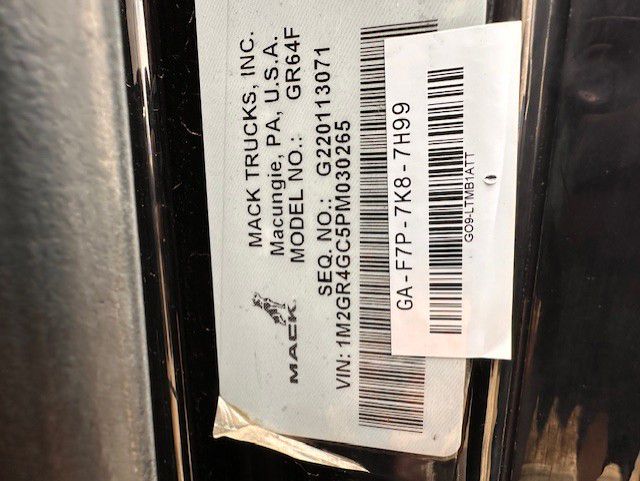 MACK TRUCKS, INC.
Macungie, PA, U.S.A.
MODEL NO.: GR64F
SEQ. NO.: G220113071
MACK
VIN: 1M2GR4GC5PM030265
GA-F7P-7K8-7H99
GO9-LTMB1ATT
0